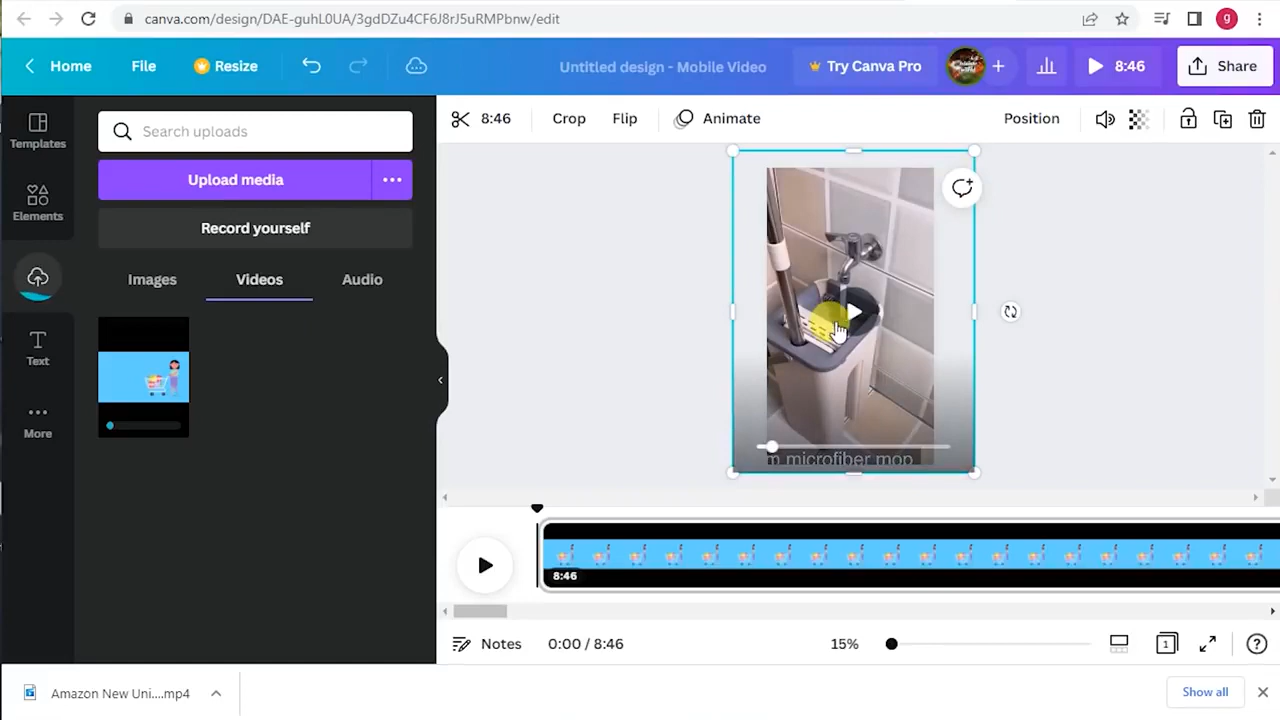 canva.com/design/DAE-guhL0UA/3gdDZu4CF6J8rJ5uRMPbnw/edit
g
Home File Resize Untitled design - Mobile Video Try Canva Pro + 8:46 Share
Templates
Elements
Text
More
Search uploads
Upload media
Record yourself
Images Videos Audio
8:46 Crop Flip Animate Position
m microfiber mop
8:46
Notes 0:00 / 8:46 15% 1
Amazon New Uni....mp4 Show all